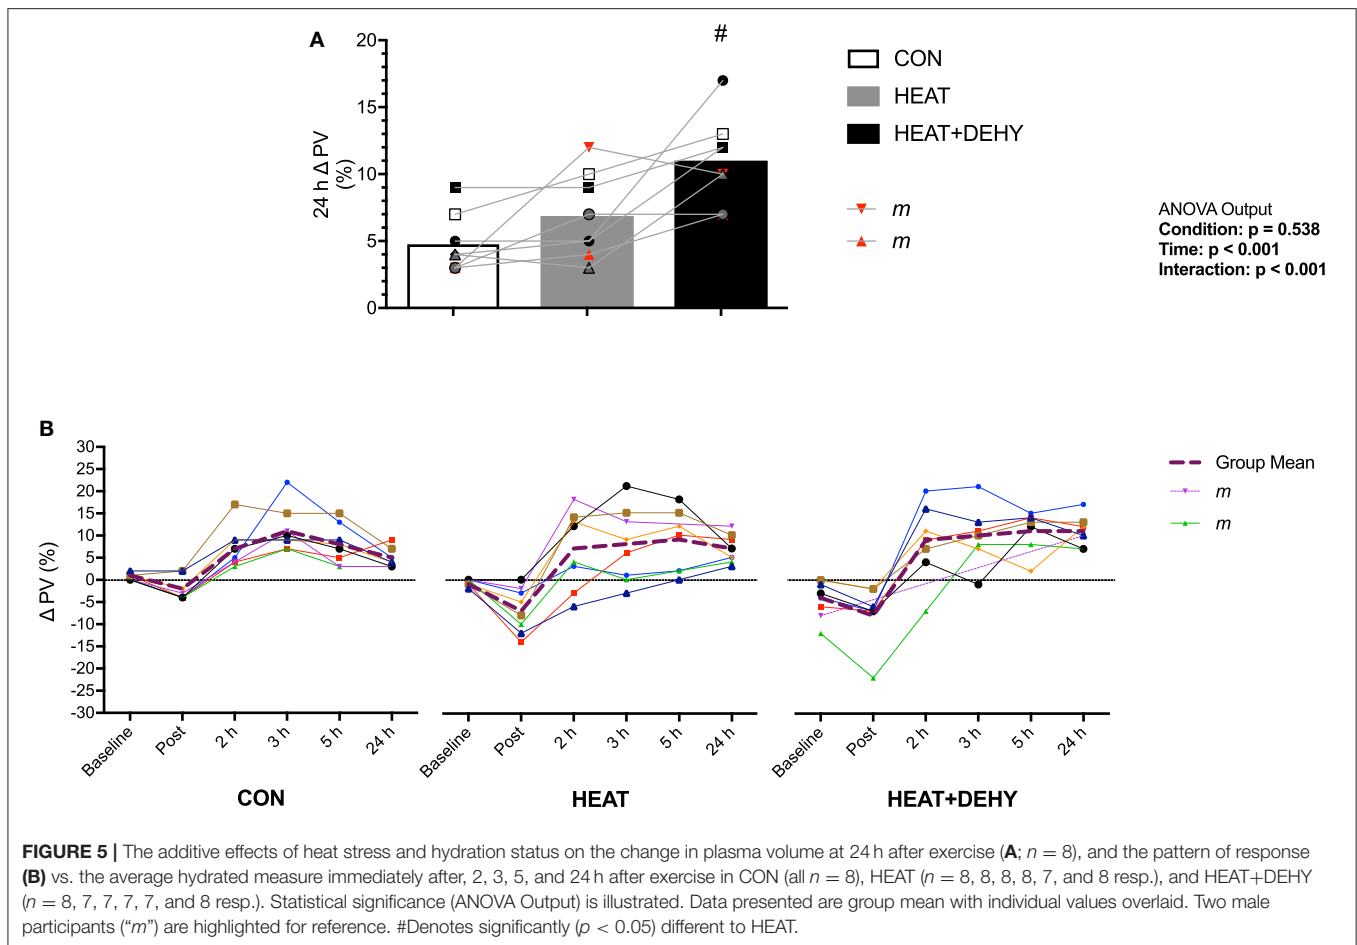 A
20
15
10
5
0
24 h Δ PV
(%)
#
CON
HEAT
HEAT+DEHY
m
m
ANOVA Output
Condition: p = 0.538
Time: p < 0.001
Interaction: p < 0.001
B
30
25
20
15
10
5
0
-5
-10
-15
-20
-25
-30
Δ PV (%)
Baseline
Post
2 h
3 h
5 h
24 h
CON
Baseline
Post
2 h
3 h
5 h
24 h
HEAT
Baseline
Post
2 h
3 h
5 h
24 h
HEAT+DEHY
Group Mean
m
m
FIGURE 5 | The additive effects of heat stress and hydration status on the change in plasma volume at 24 h after exercise (A; n = 8), and the pattern of response
(B) vs. the average hydrated measure immediately after, 2, 3, 5, and 24 h after exercise in CON (all n = 8), HEAT (n = 8, 8, 8, 8, 7, and 8 resp.), and HEAT+DEHY
(n = 8, 7, 7, 7, 7, and 8 resp.). Statistical significance (ANOVA Output) is illustrated. Data presented are group mean with individual values overlaid. Two male
participants (“m”) are highlighted for reference. #Denotes significantly (p < 0.05) different to HEAT.